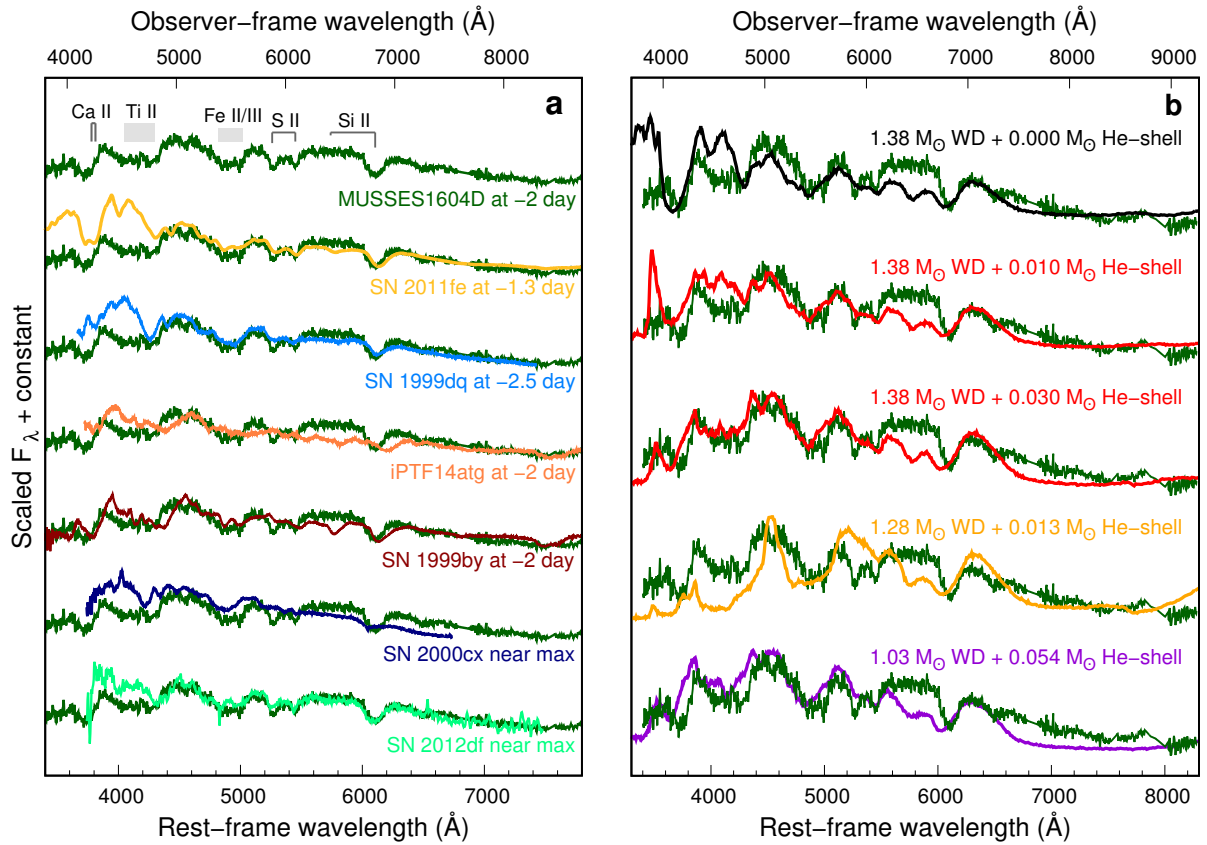 Observer−frame wavelength (Å)
4000 5000 6000 7000
a
Ca II Ti II Fe II/III S II Si II
MUSSES1604D at −2 day
SN 2011fe at −1.3 day
SN 1999dq at −2.5 day
iPTF14atg at −2 day
SN 1999by at −2 day
SN 2000cx near max
SN 2012df near max
Scaled F λ + constant
4000 5000 6000 7000
Rest−frame wavelength (Å)
Observer−frame wavelength (Å)
4000 5000 6000 7000 8000 9000
b
1.38 M⊙ WD + 0.000 M⊙ He−shell
1.38 M⊙ WD + 0.010 M⊙ He−shell
1.38 M⊙ WD + 0.030 M⊙ He−shell
1.28 M⊙ WD + 0.013 M⊙ He−shell
1.03 M⊙ WD + 0.054 M⊙ He−shell
4000 5000 6000 7000 8000
Rest−frame wavelength (Å)